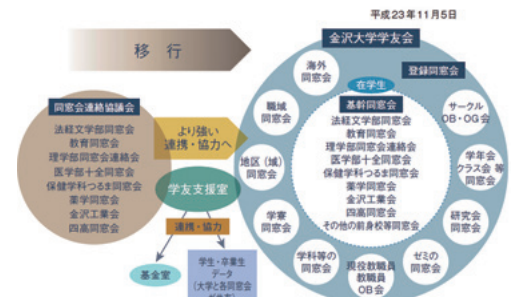 平成23年11月5日
移 行
金沢大学学友会
海外
同窓会
登録同窓会
在学生
同窓会連絡協議会
法経文学部同窓会
教育同窓会
理学部同窓会連絡会
医学部十全同窓会
保健学科つるま同窓会
薬学同窓会
金沢工業会
四高同窓会
より強い
連携・協力へ
学友支援室
連携・協力
基金室
学生・卒業生
データ
(大学と各同窓会
職域
同窓会
地区(域)
同窓会
学寮
同窓会
学科等の
同窓会
現役教職員
教職員
OB会
ゼミの
同窓会
研究会
同窓会
学年会
クラス会 等
同窓会
サークル
OB・OG会
基幹同窓会
法経文学部同窓会
教育同窓会
理学部同窓会連絡会
医学部十全同窓会
保健学科つるま同窓会
薬学同窓会
金沢工業会
四高同窓会
その他の前身校等同窓会